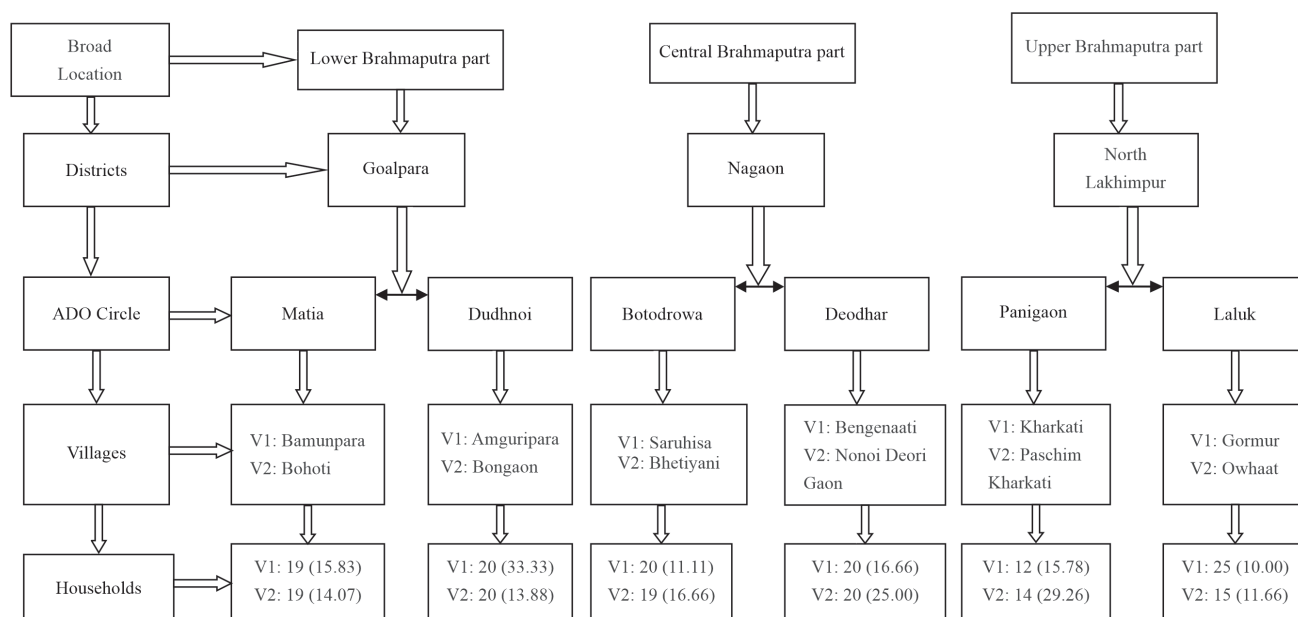 Broad
Location
Lower Brahmaputra part
Central Brahmaputra part
Upper Brahmaputra part
Districts
Goalpara
Nagaon
North
Lakhimpur
ADO Circle
Matia
Dudhnoi
Botodrowa
Deodhar
Panigaon
Laluk
Villages
V1: Bamunpara
V2: Bohoti
V1: Amguripara
V2: Bongaon
V1: Saruhisa
V2: Bhetiyani
V1: Bengenaati
V2: Nonoi Deori
Gaon
V1: Kharkati
V2: Paschim
Kharkati
V1: Gormur
V2: Owhaat
Households
V1: 19 (15.83)
V2: 19 (14.07)
V1: 20 (33.33)
V2: 20 (13.88)
V1: 20 (11.11)
V2: 19 (16.66)
V1: 20 (16.66)
V2: 20 (25.00)
V1: 12 (15.78)
V2: 14 (29.26)
V1: 25 (10.00)
V2: 15 (11.66)